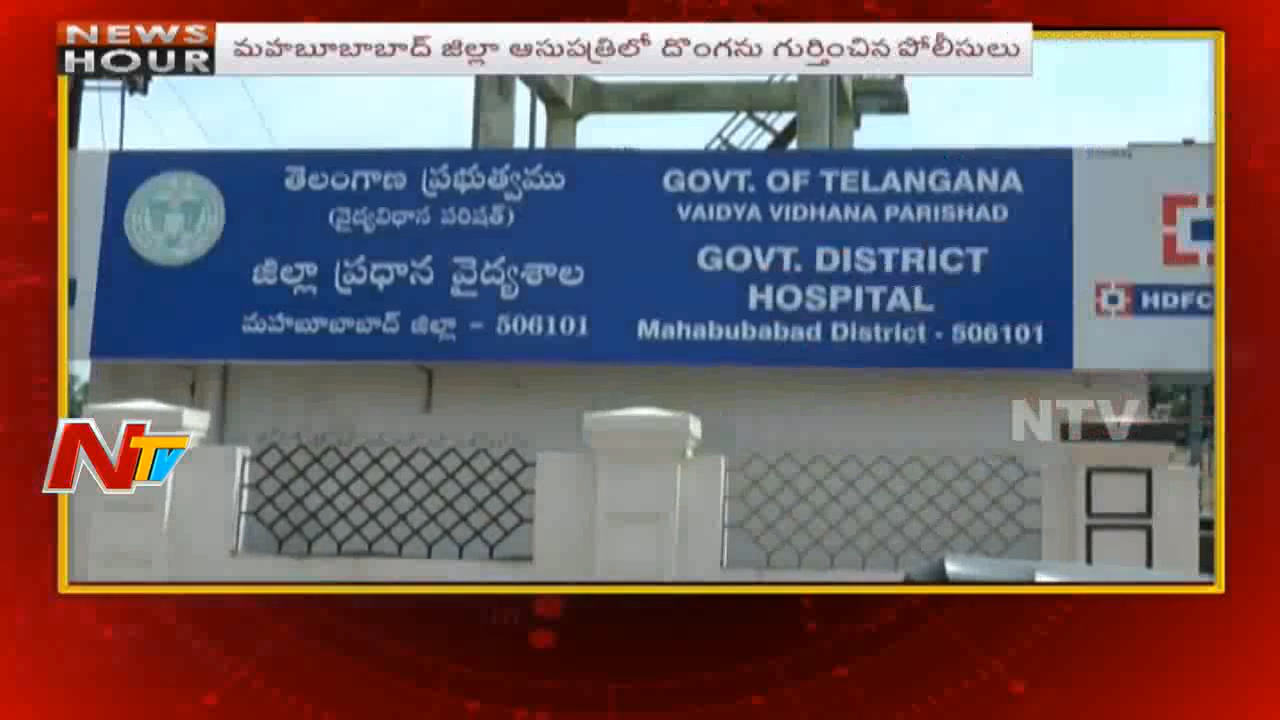 NEWS
HOUR
మహబూబాబాద్ జిల్లా ఆసుపత్రిలో దొంగను గుర్తించిన పోలీసులు
తెలంగాణ ప్రభుత్వము
(వైద్యవిధాన పరిషత్)
జిల్లా ప్రధాన వైద్యశాల
మహబూబాబాద్ జిల్లా - 506101
GOVT. OF TELANGANA
VAIDYA VIDHANA PARISHAD
GOVT. DISTRICT
HOSPITAL
Mahabubabad District - 506101
HDFC
NTV
NTV